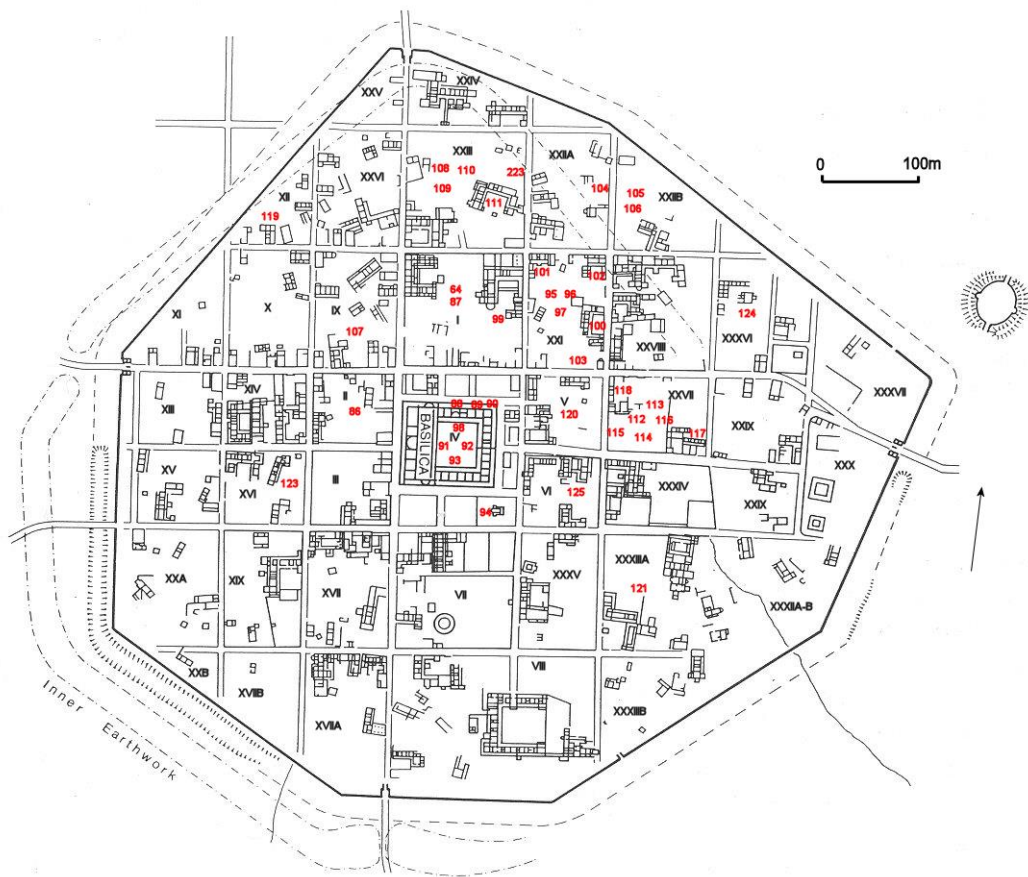 XXIV
XXV
XXIII
XXIIA
108
110
223
XXVI
104
105
109
XXIIB
XII
111
106
119
0 100m
101
102
64
95
96
87
X
97
124
XI
IX
I
99
100
107
XXI
XXVIII
XXXVI
103
XXXVII
XIV
118
XXVII
XIII
II
88
89
90
V
113
86
120
112
116
98
BASILICA
IV
115
114
117
XXIX
91
92
93
XXX
XV
XVI
III
123
VI
125
XXXIV
XXIX
94
XXXIIIA
XXA
XIX
XXXV
XVII
121
VII
XXXIIA-B
XXB
XVIIB
VIII
XVIIA
XXXIIIB
Inner
Earthwork